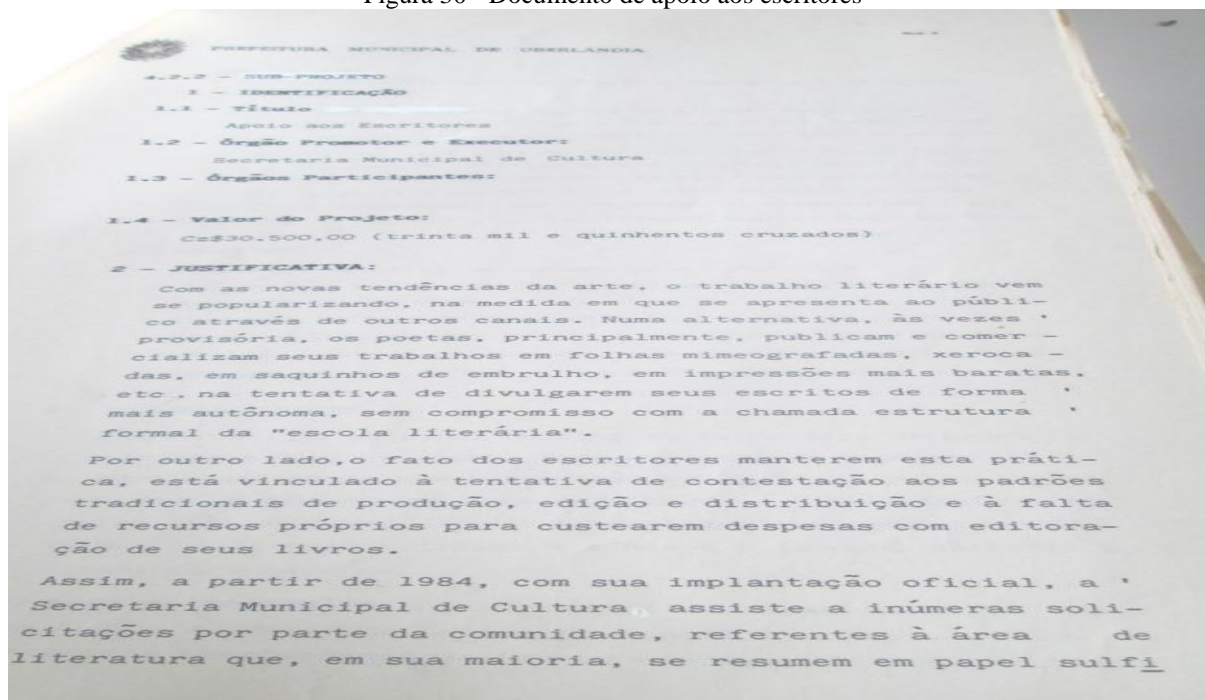 Figura 30 - Documento de apoio aos escritores
PREFEITURA MUNICIPAL DE UBERLANDIA
4.2.2 - SUB-PROJETO
1 - IDENTIFICAÇÃO
1.1 - Título
Apoio aos Escritores
1.2 - Órgão Promotor e Executor:
Secretaria Municipal de Cultura
1.3 - Órgãos Participantes:
1.4 - Valor do Projeto:
Cz$30.500,00 (trinta mil e quinhentos cruzados)
2 - JUSTIFICATIVA:
Com as novas tendências da arte, o trabalho literário vem
se popularizando, na medida em que se apresenta ao públi-
co através de outros canais. Numa alternativa, às vezes '
provisória, os poetas, principalmente, publicam e comer -
cializam seus trabalhos em folhas mimeografadas, xeroca -
das, em saquinhos de embrulho, em impressões mais baratas,
etc, na tentativa de divulgarem seus escritos de forma '
mais autônoma, sem compromisso com a chamada estrutura '
formal da "escola literária".
Por outro lado,o fato dos escritores manterem esta práti-
ca, está vinculado à tentativa de contestação aos padrões
tradicionais de produção, edição e distribuição e à falta
de recursos próprios para custearem despesas com editora-
ção de seus livros.
Assim, a partir de 1984, com sua implantação oficial, a '
Secretaria Municipal de Cultura, assiste a inúmeras soli-
citações por parte da comunidade, referentes à área de
literatura que, em sua maioria, se resumem em papel sulfi